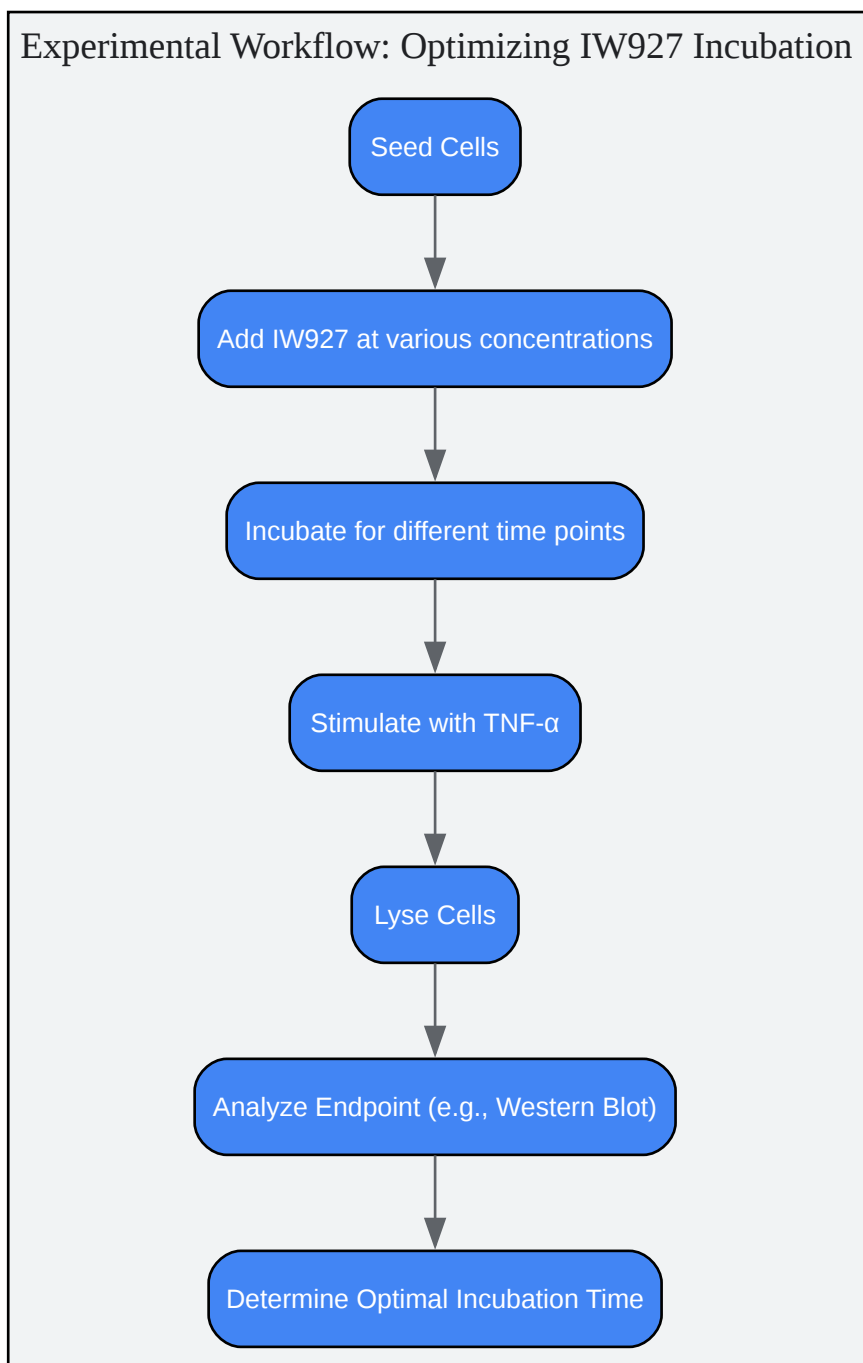 Experimental Workflow: Optimizing IW927 Incubation
Seed Cells
Add IW927 at various concentrations
Incubate for different time points
Stimulate with TNF-α
Lyse Cells
Analyze Endpoint (e.g., Western Blot)
Determine Optimal Incubation Time